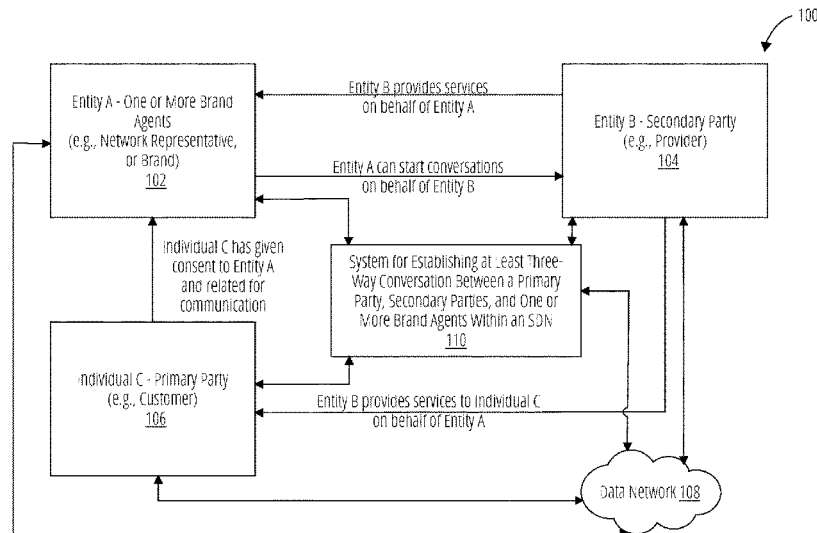 100
Entity A - One or More Brand
Agents
(e.g., Network Representative,
or Brand)
102
Entity B provides services
on behalf of Entity A
Entity B - Secondary Party
(e.g., Provider)
104
Entity A can start conversations
on behalf of Entity B
Individual C has given
consent to Entity A
and related for
communication
System for Establishing at Least Three-
Way Conversation Between a Primary
Party, Secondary Parties, and One or
More Brand Agents Within an SDN
110
Individual C - Primary Party
(e.g., Customer)
106
Entity B provides services to Individual C
on behalf of Entity A
Data Network 108